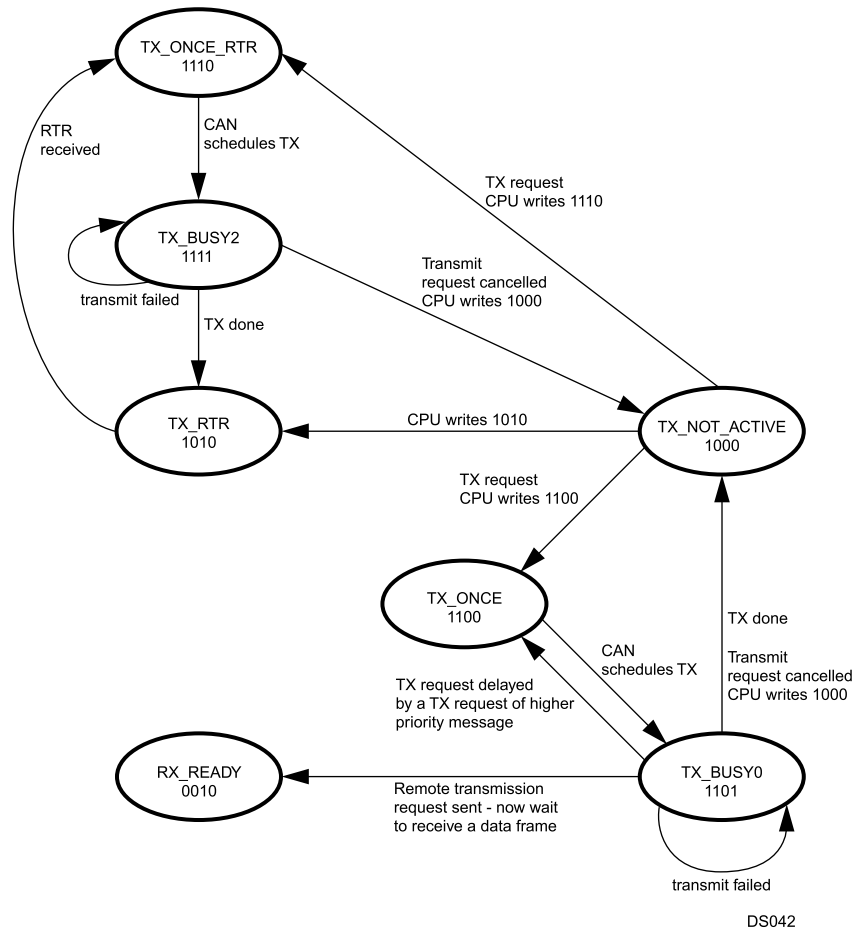 TX_ONCE_RTR
1110
RTR
received
CAN
schedules TX
TX request
CPU writes 1110
TX_BUSY2
1111
transmit failed
Transmit
request cancelled
CPU writes 1000
TX done
TX_RTR
1010
CPU writes 1010
TX_NOT_ACTIVE
1000
TX request
CPU writes 1100
TX_ONCE
1100
CAN
schedules TX
TX done
Transmit
request cancelled
CPU writes 1000
TX request delayed
by a TX request of higher
priority message
RX_READY
0010
TX_BUSY0
1101
Remote transmission
request sent - now wait
to receive a data frame
transmit failed
DS042